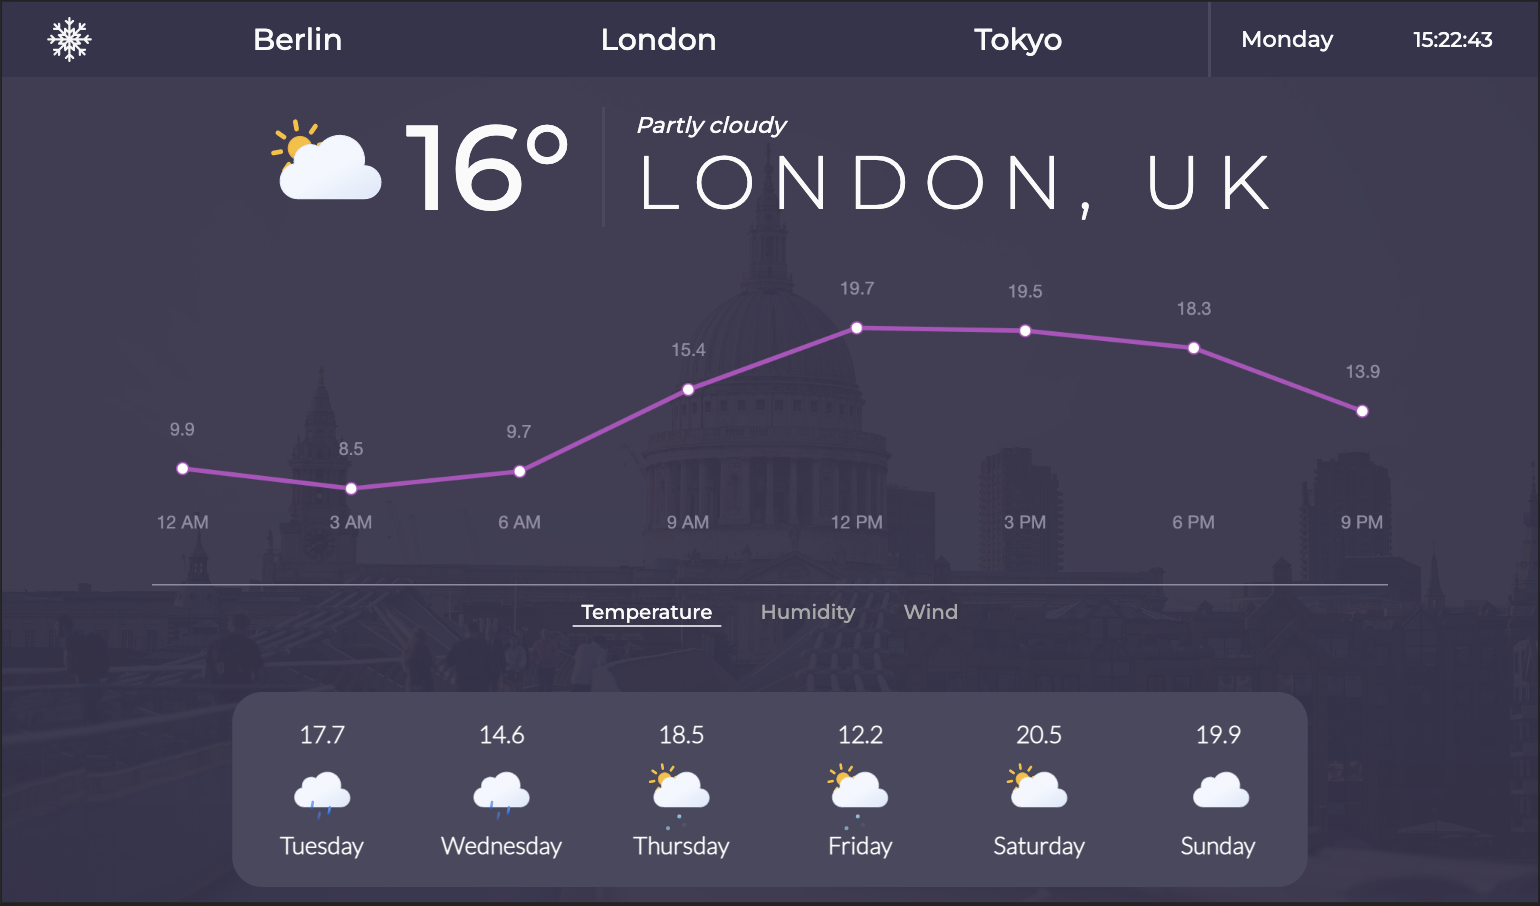 Berlin London Tokyo Monday 15:22:43
16°
Partly cloudy
LONDON, UK
9.9 8.5 9.7 15.4 19.7 19.5 18.3 13.9
12 AM 3 AM 6 AM 9 AM 12 PM 3 PM 6 PM 9 PM
Temperature Humidity Wind
17.7 14.6 18.5 12.2 20.5 19.9
Tuesday Wednesday Thursday Friday Saturday Sunday